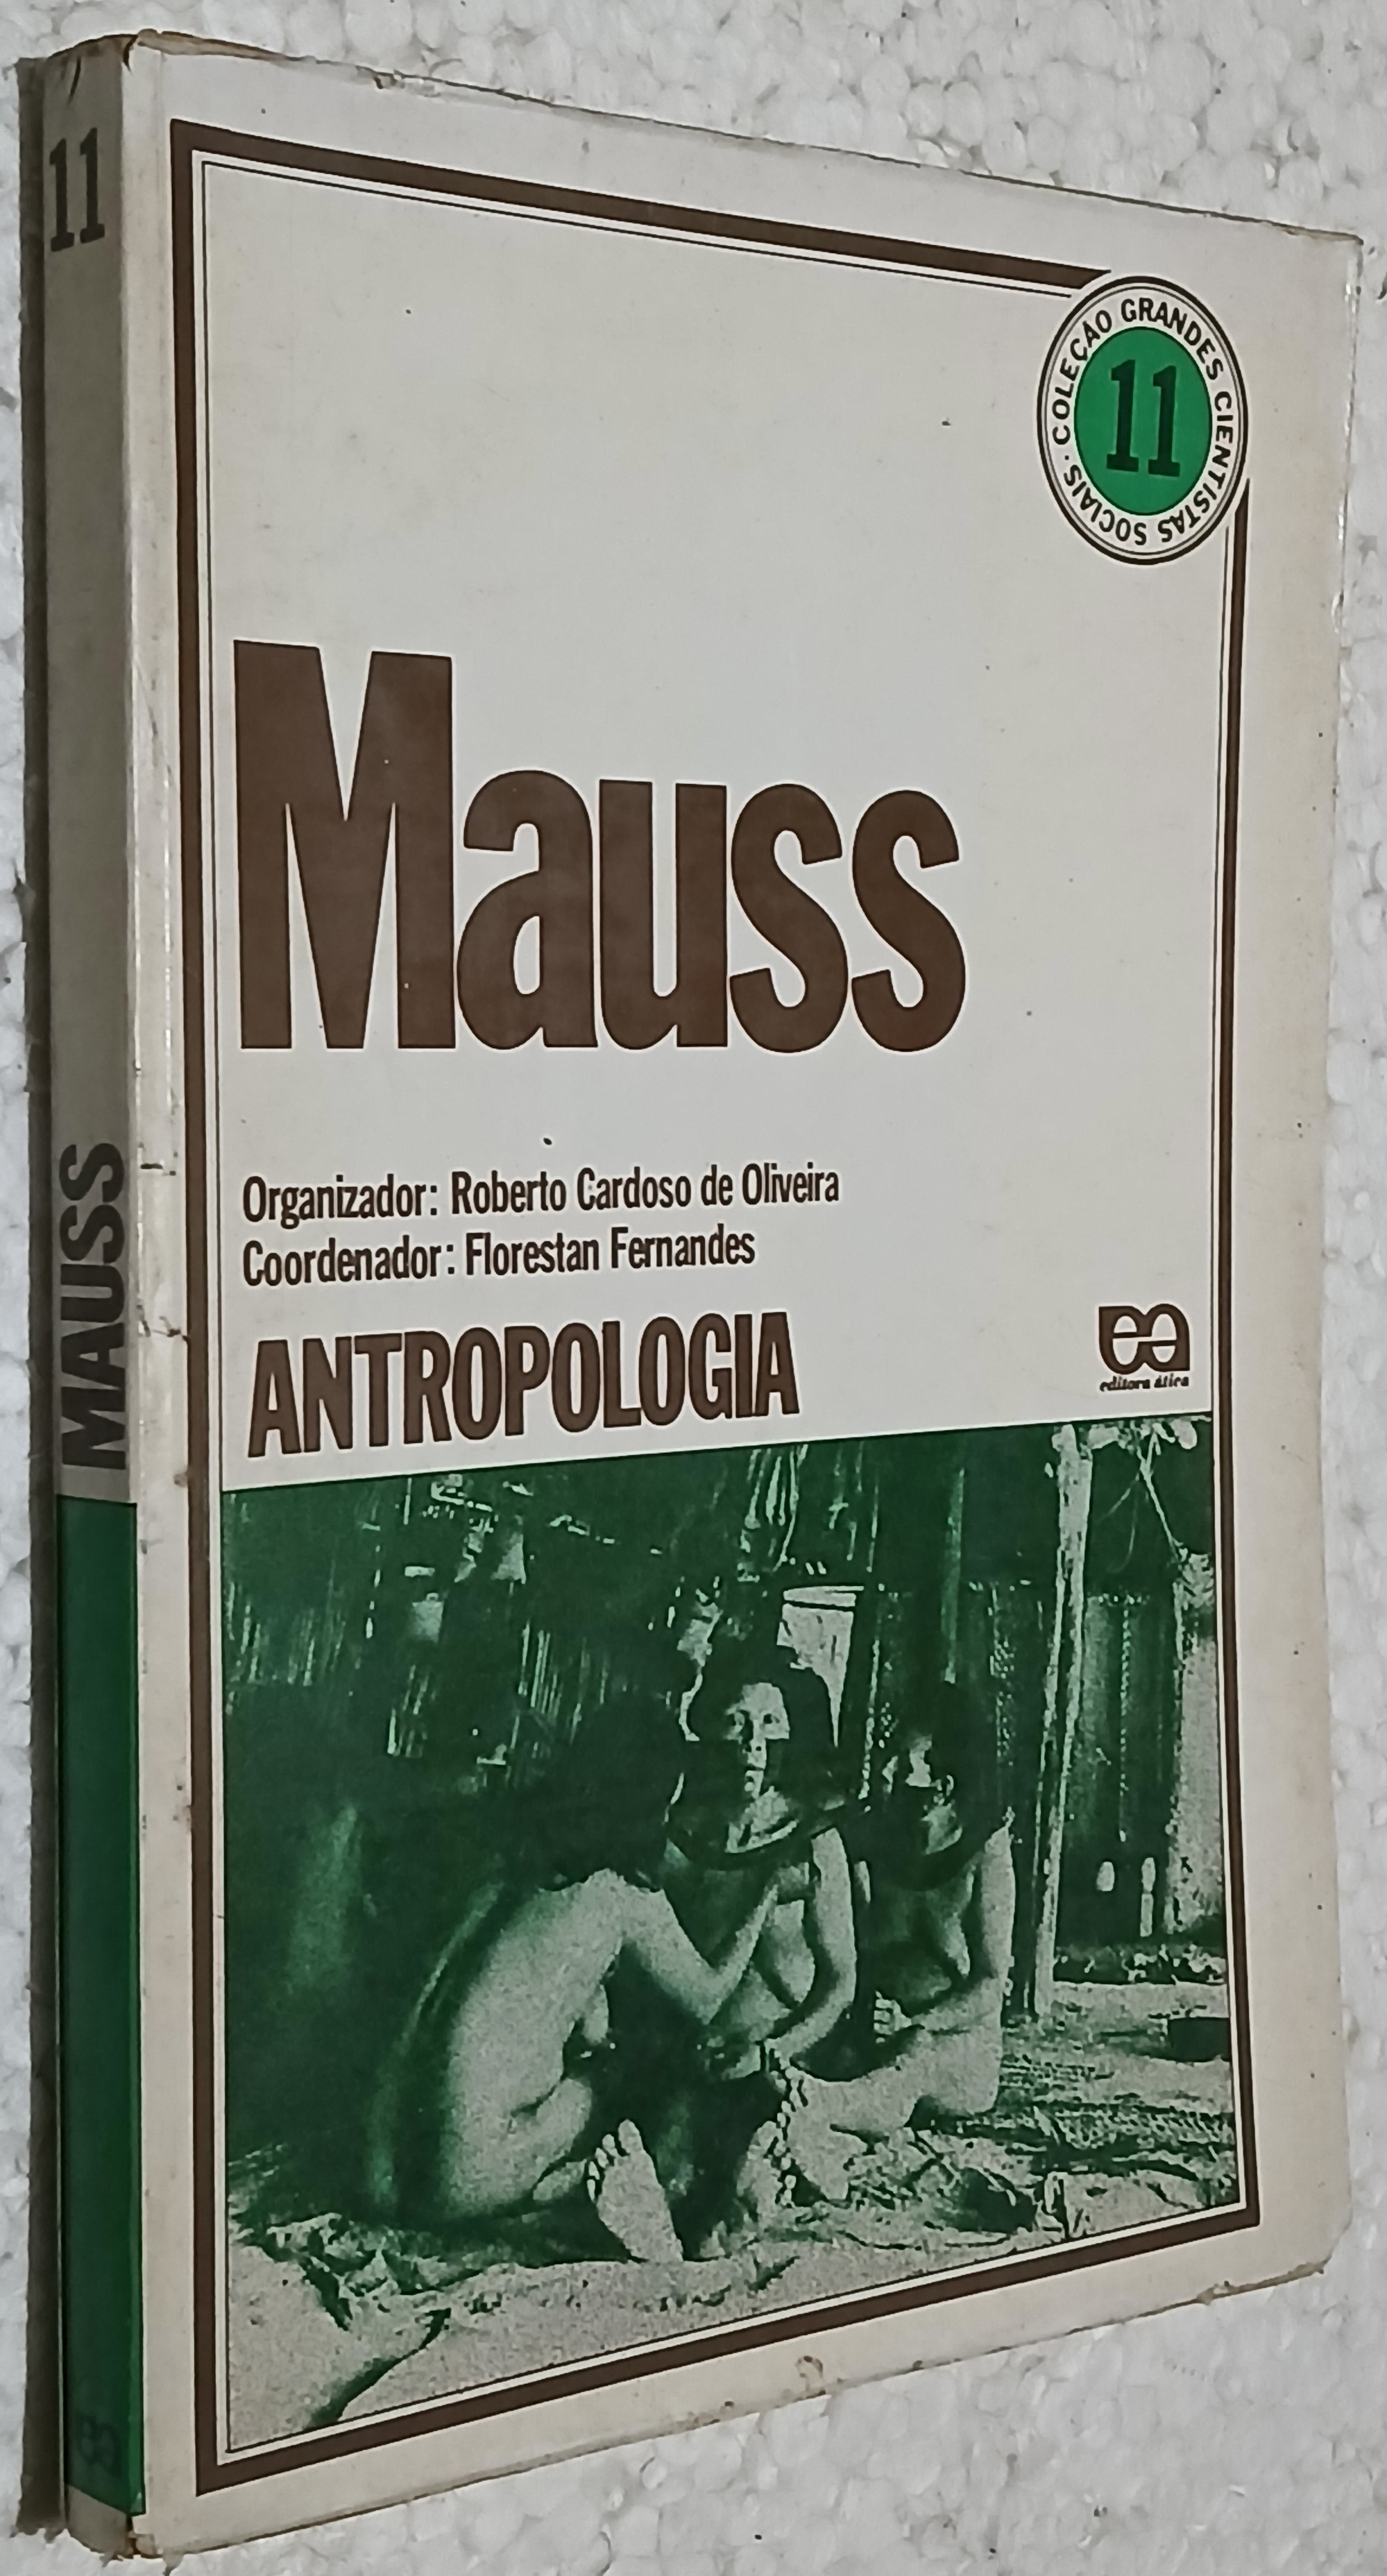 11
MAUSS
COLEÇÃO GRANDES CIENTISTAS SOCIAIS ·
11
Mauss
Organizador: Roberto Cardoso de Oliveira
Coordenador: Florestan Fernandes
ANTROPOLOGIA
ea
editora ática